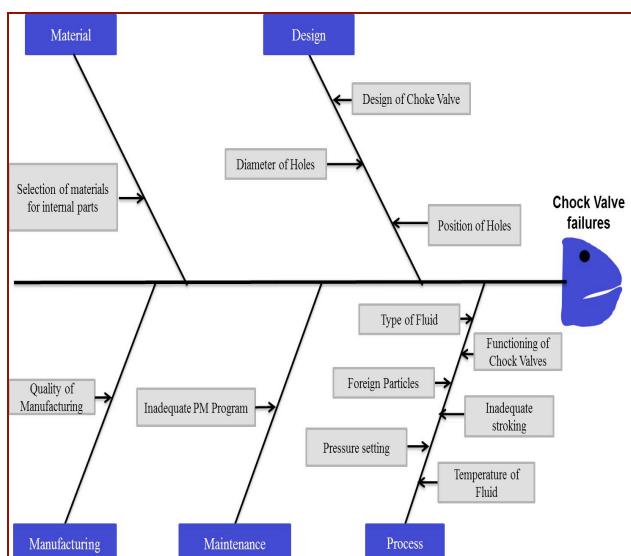 Material
Design
Design of Choke Valve
Diameter of Holes
Selection of materials
for internal parts
Position of Holes
Chock Valve
failures
Type of Fluid
Functioning of
Chock Valves
Foreign Particles
Quality of
Manufacturing
Inadequate PM Program
Inadequate
stroking
Pressure setting
Temperature of
Fluid
Manufacturing
Maintenance
Process